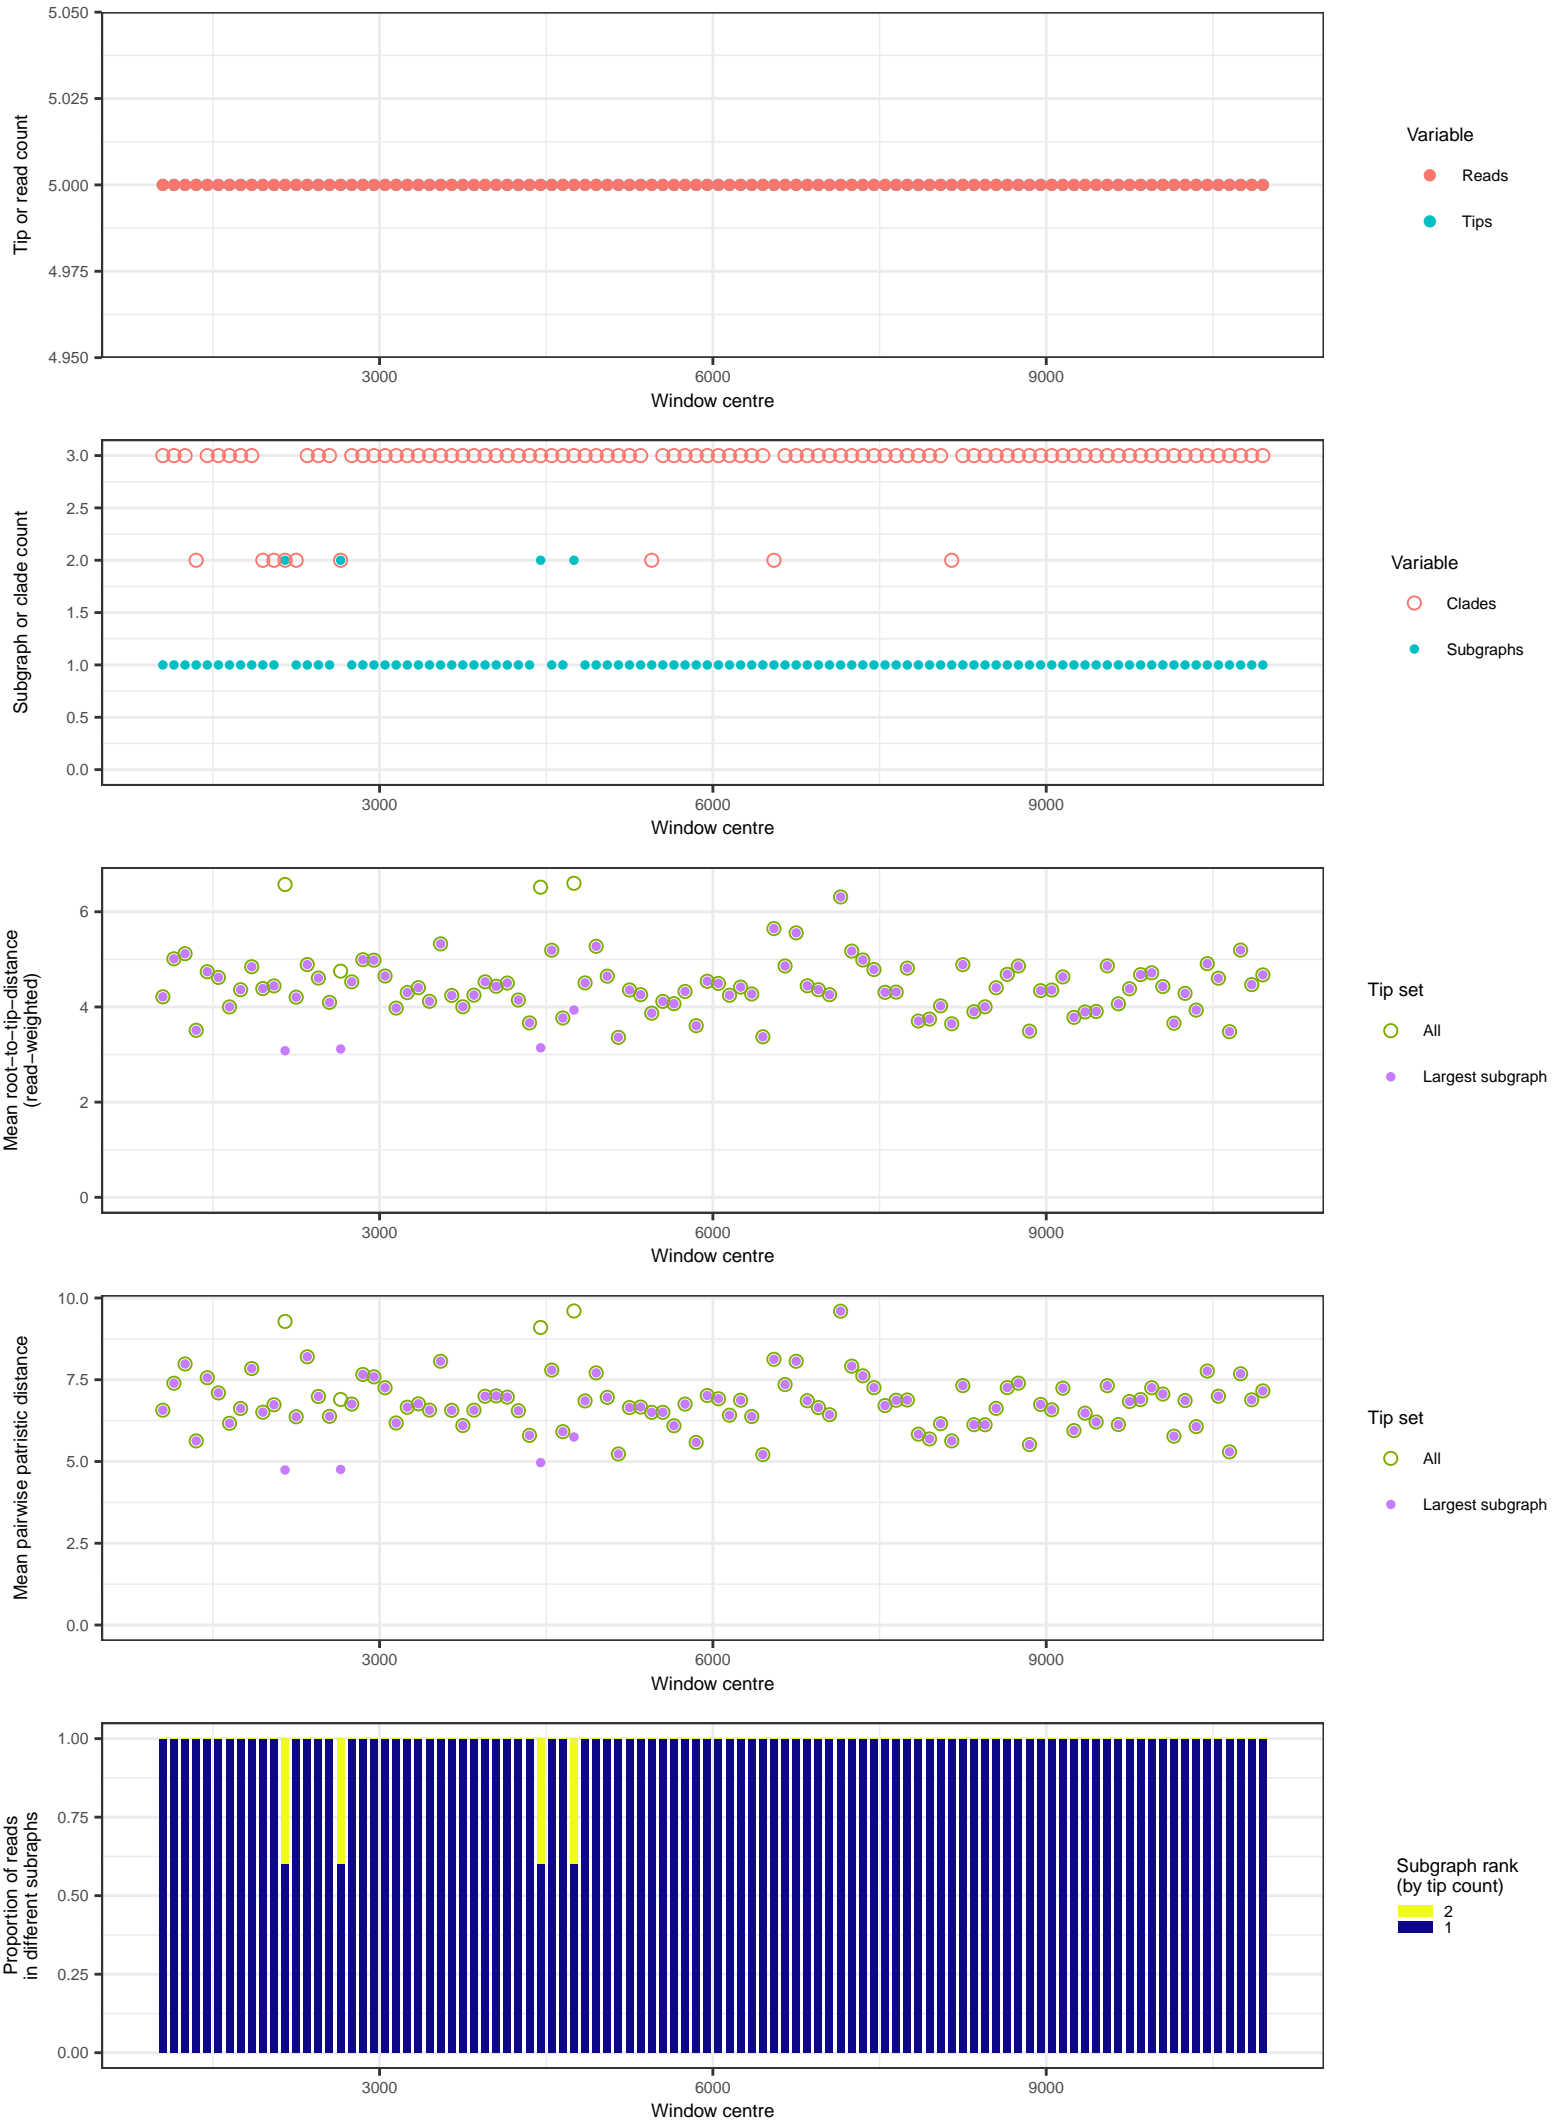 5.050
5.025
5.000
4.975
4.950
Tip or read count
3000
6000
9000
Window centre
Variable
Reads
Tips
3.0
2.5
2.0
1.5
1.0
0.5
0.0
Subgraph or clade count
3000
6000
9000
Window centre
Variable
Clades
Subgraphs
6
4
2
0
Mean root−to−tip−distance
(read−weighted)
3000
6000
9000
Window centre
Tip set
All
Largest subgraph
10.0
7.5
5.0
2.5
0.0
Mean pairwise patristic distance
3000
6000
9000
Window centre
Tip set
All
Largest subgraph
1.00
0.75
0.50
0.25
0.00
Proportion of reads
in different subraphs
3000
6000
9000
Window centre
Subgraph rank
(by tip count)
2
1